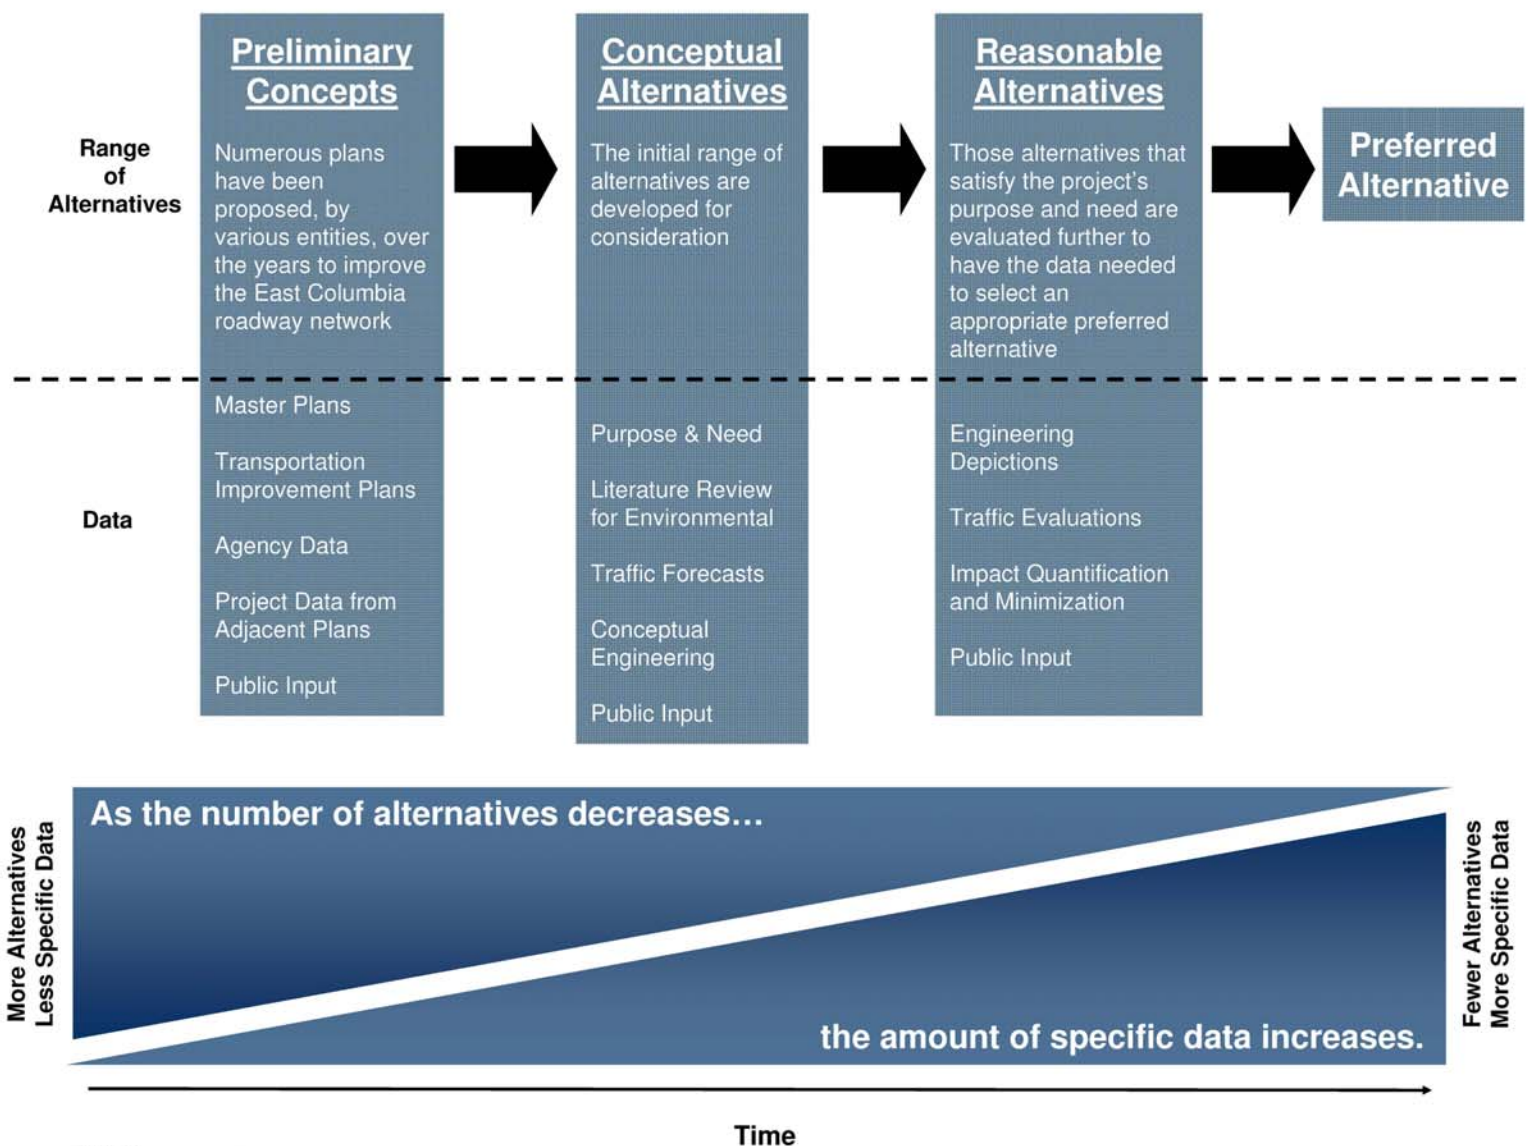 Range
of
Alternatives
Preliminary
Concepts
Numerous plans
have been
proposed, by
various entities, over
the years to improve
the East Columbia
roadway network
Conceptual
Alternatives
The initial range of
alternatives are
developed for
consideration
Reasonable
Alternatives
Those alternatives that
satisfy the project's
purpose and need are
evaluated further to
have the data needed
to select an
appropriate preferred
alternative
Preferred
Alternative
Data
Master Plans
Transportation
Improvement Plans
Agency Data
Project Data from
Adjacent Plans
Public Input
Purpose & Need
Literature Review
for Environmental
Traffic Forecasts
Conceptual
Engineering
Public Input
Engineering
Depictions
Traffic Evaluations
Impact Quantification
and Minimization
Public Input
More Alternatives
Less Specific Data
As the number of alternatives decreases…
the amount of specific data increases.
Fewer Alternatives
More Specific Data
Time